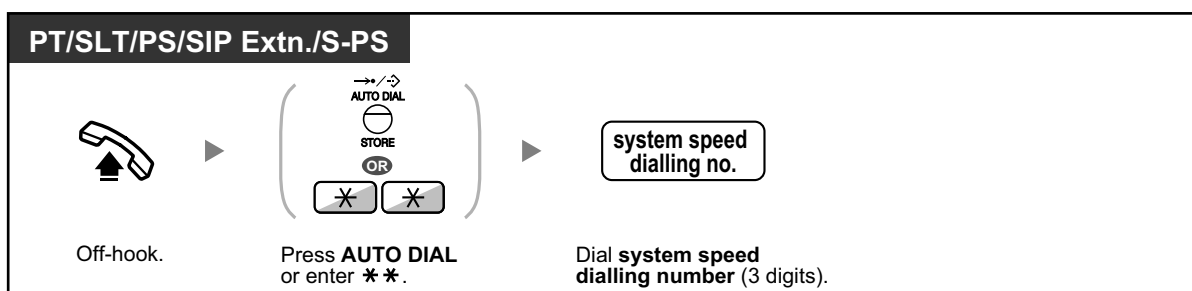 PT/SLT/PS/SIP Extn./S-PS
AUTO DIAL
STORE
OR
system speed
dialling no.
Off-hook.
Press AUTO DIAL
or enter **.
Dial system speed
dialling number (3 digits).